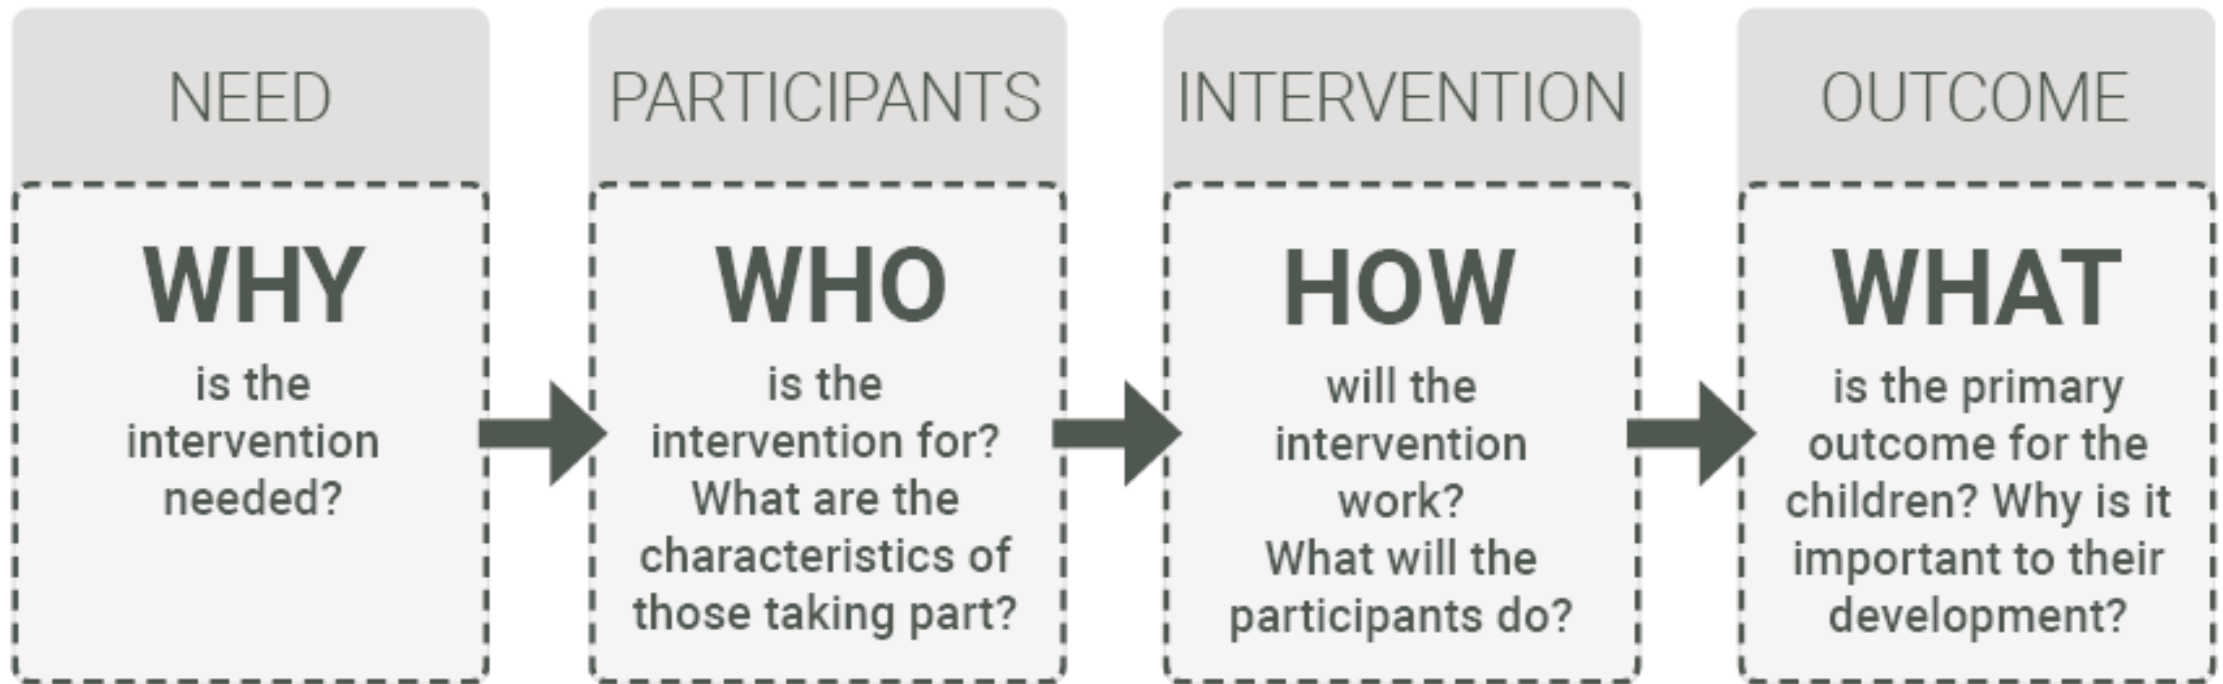 NEED
WHY
is the
intervention
needed?
PARTICIPANTS
WHO
is the
intervention for?
What are the
characteristics of
those taking part?
INTERVENTION
HOW
will the
intervention
work?
What will the
participants do?
OUTCOME
WHAT
is the primary
outcome for the
children? Why is it
important to their
development?